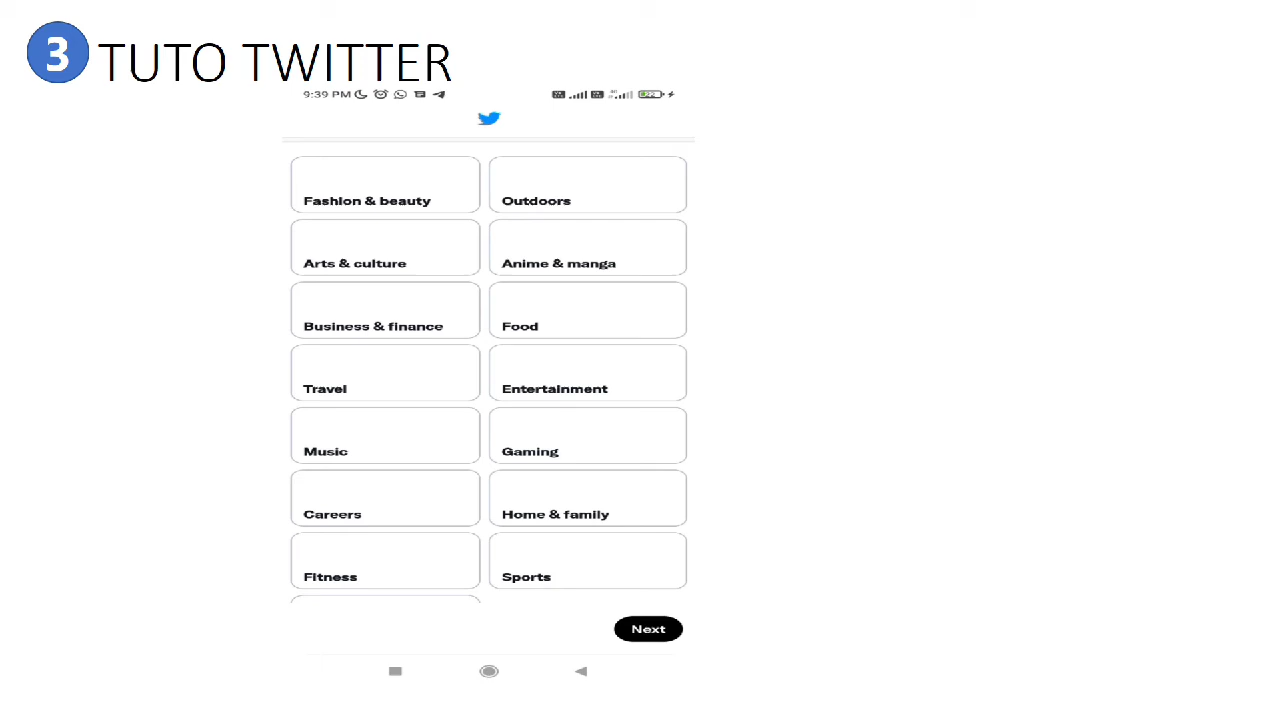 3 TUTO TWITTER
9:39 PM
Fashion & beauty
Outdoors
Arts & culture
Anime & manga
Business & finance
Food
Travel
Entertainment
Music
Gaming
Careers
Home & family
Fitness
Sports
Next